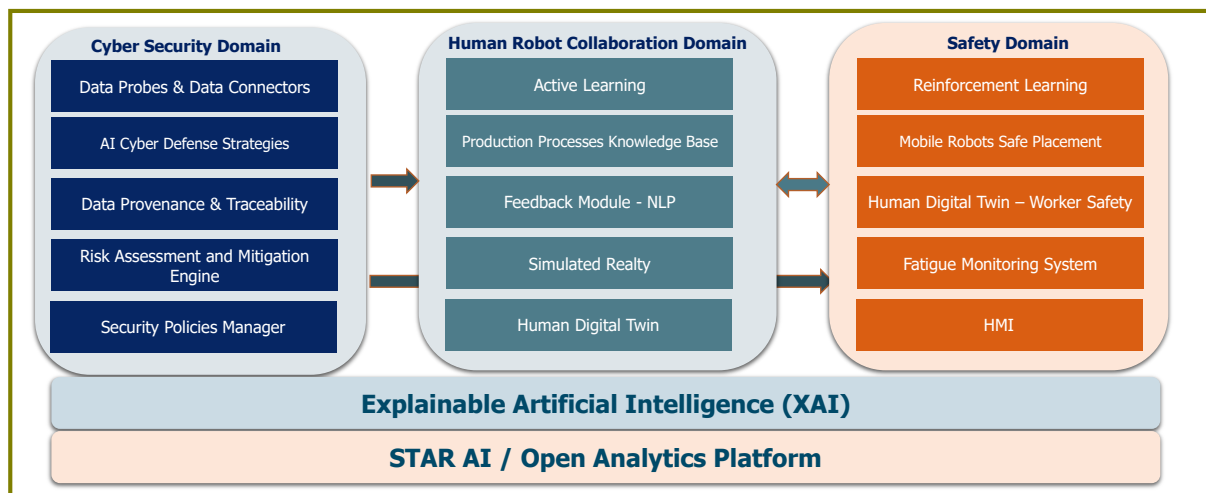 Cyber Security Domain
Data Probes & Data Connectors
AI Cyber Defense Strategies
Data Provenance & Traceability
Risk Assessment and Mitigation
Engine
Security Policies Manager
Human Robot Collaboration Domain
Active Learning
Production Processes Knowledge Base
Feedback Module - NLP
Simulated Realty
Human Digital Twin
Safety Domain
Reinforcement Learning
Mobile Robots Safe Placement
Human Digital Twin – Worker Safety
Fatigue Monitoring System
HMI
Explainable Artificial Intelligence (XAI)
STAR AI / Open Analytics Platform